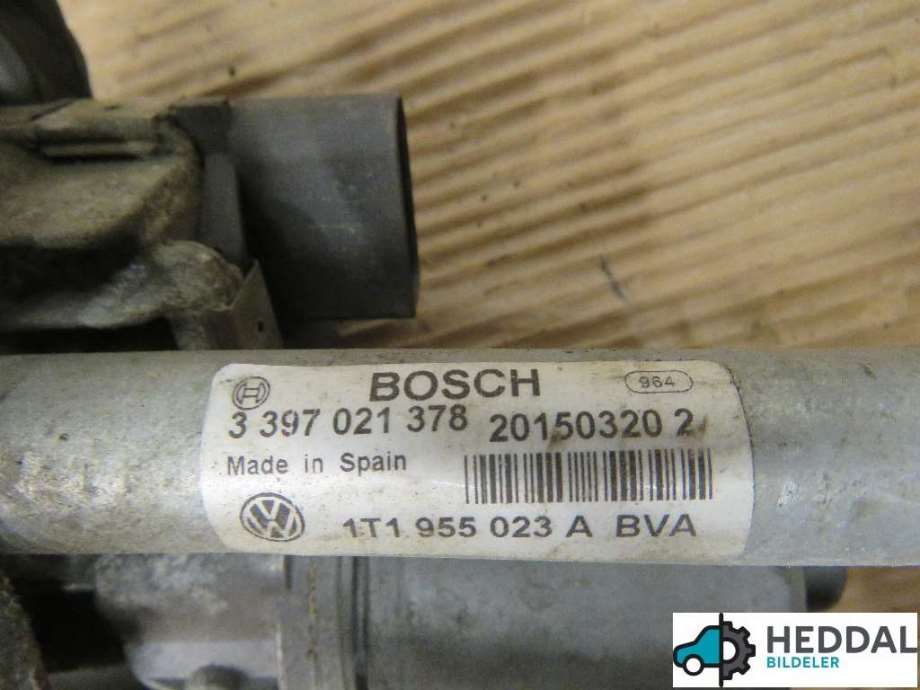 BOSCH 964
3 397 021 378 20150320 2
Made in Spain
1T1 955 023 A BVA
HEDDAL
BILDELER